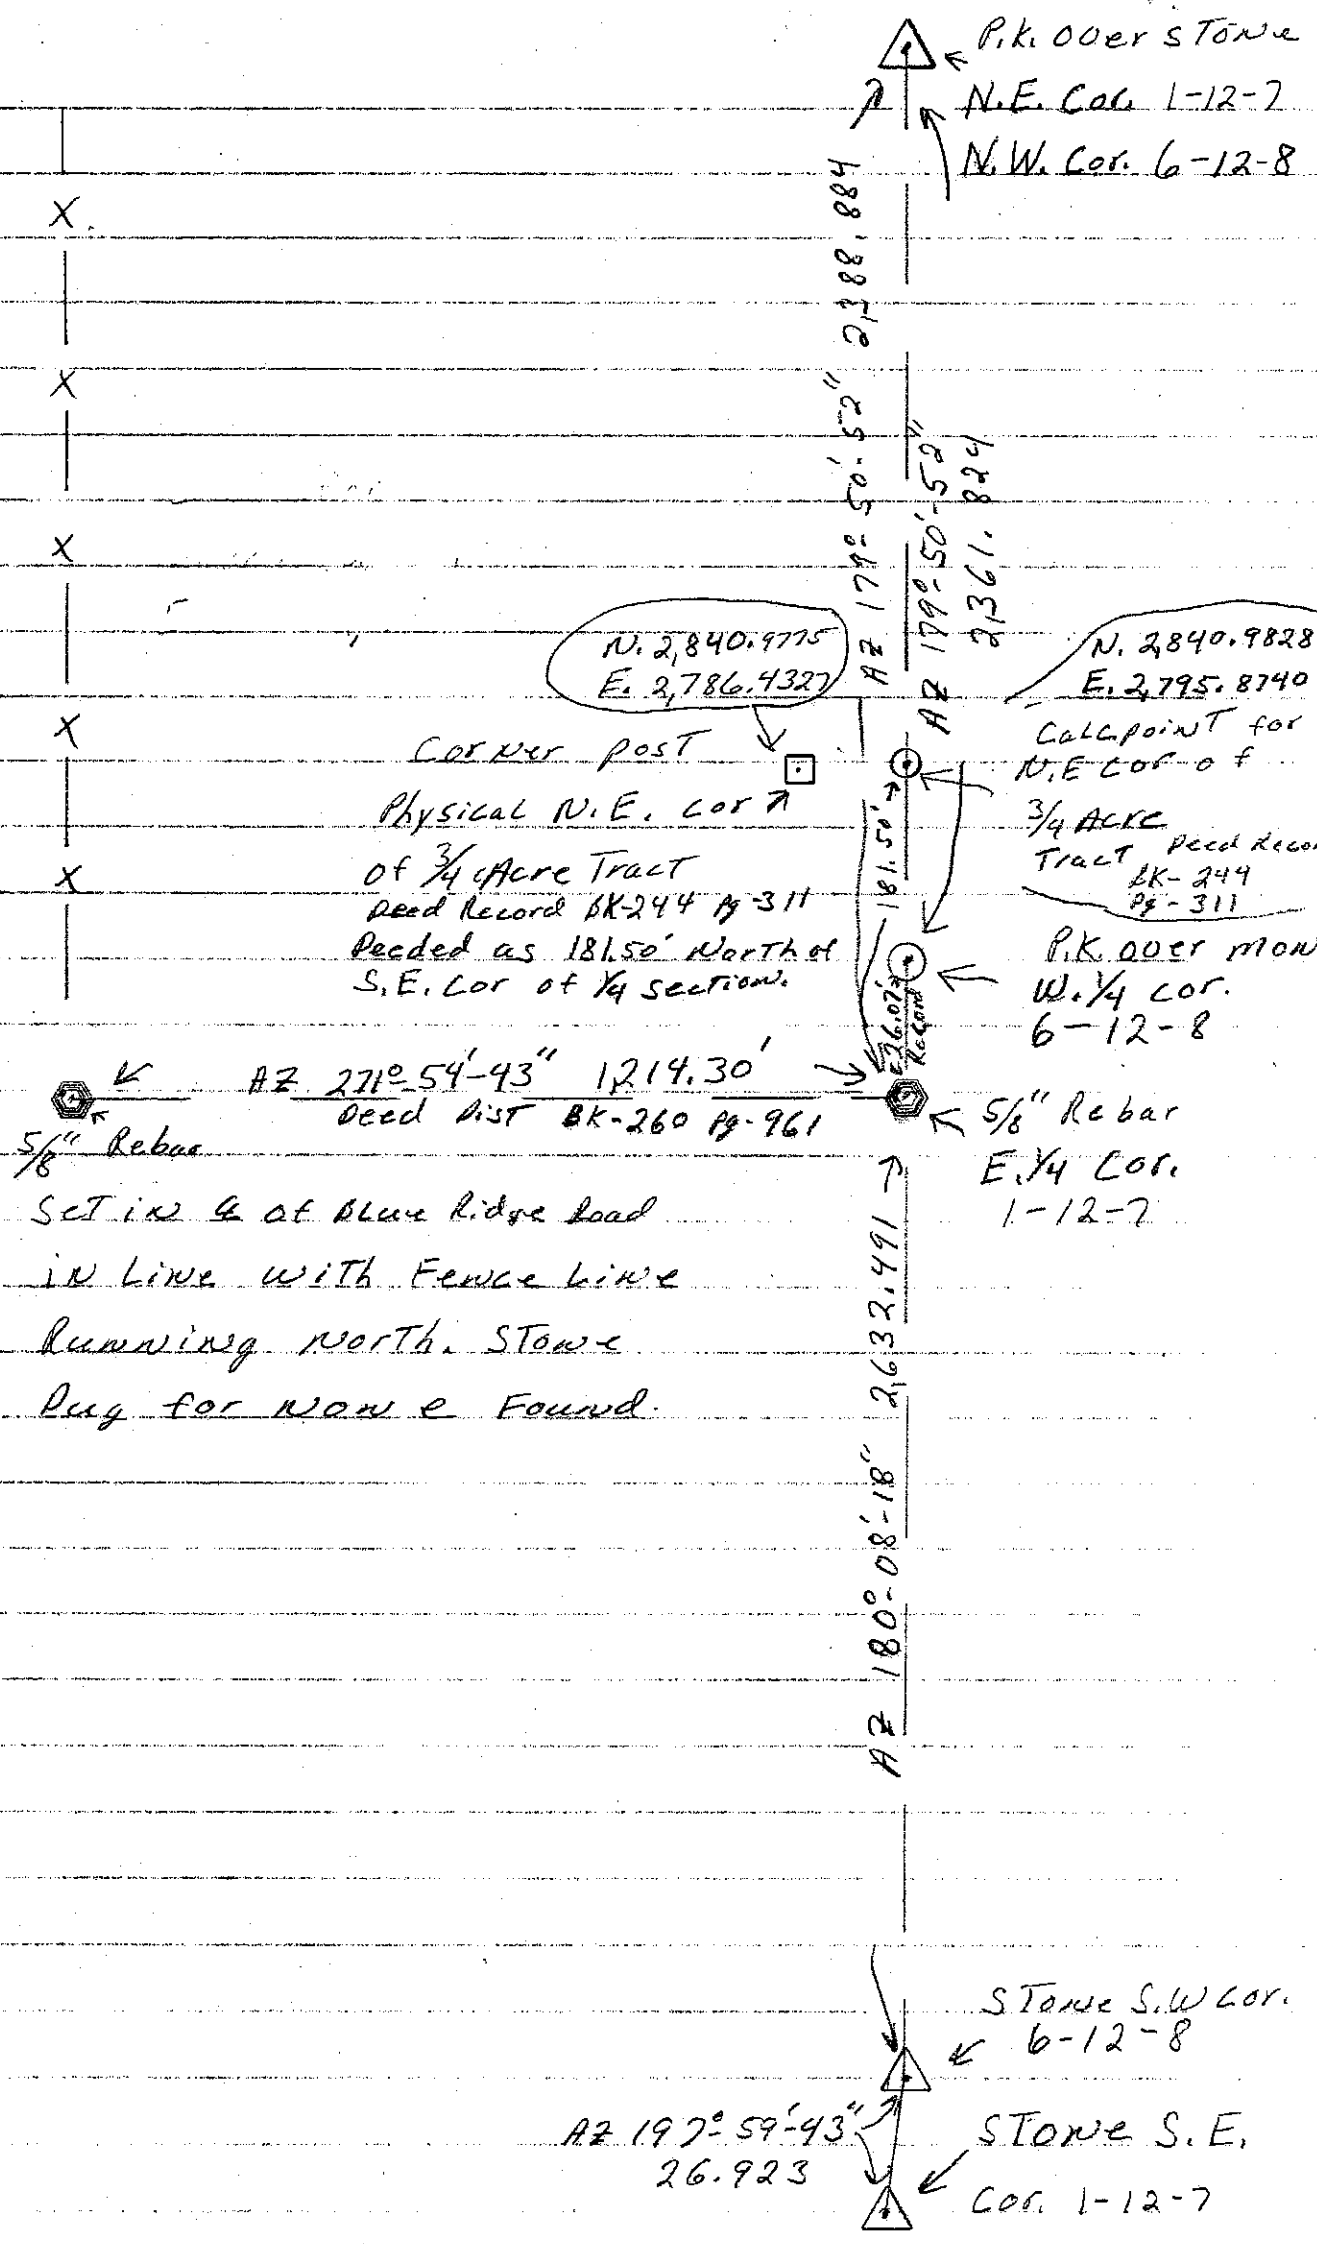 P.K. over stone
N.E. Cor. 1-12-7
N.W. Cor. 6-12-8
X
X
X
X
X
AZ 179°-50'-52" 2,388.884
AZ 179°-50'-52"
2,361.824
N. 2,840.9775
E. 2,786.4327
N. 2,840.9828
E. 2,795.8740
Corner post
Physical N.E. cor
of 3/4 Acre Tract
Deed Record BK-244 Pg-311
Deeded as 181.50' North of
S.E. Cor of 1/4 section.
Calc. point for
N.E cor of
3/4 Acre
Tract Deed Recor
BK-244
Pg-311
181.50'
P.K over mon
W. 1/4 cor.
6-12-8
26.07'
Record
AZ 271°-54'-43" 1,214.30'
Deed Dist BK-260 Pg-961
5/8" Rebar
E. 1/4 Cor.
1-12-7
5/8" Rebar
Set in ℄ of Blue Ridge Road
in Line with Fence Line
Running North. Stone
Dug for none Found.
AZ 180°-08'-18" 2,632.491
Stone S.W Cor.
6-12-8
AZ 197°-59'-43"
26.923
Stone S.E.
Cor. 1-12-7